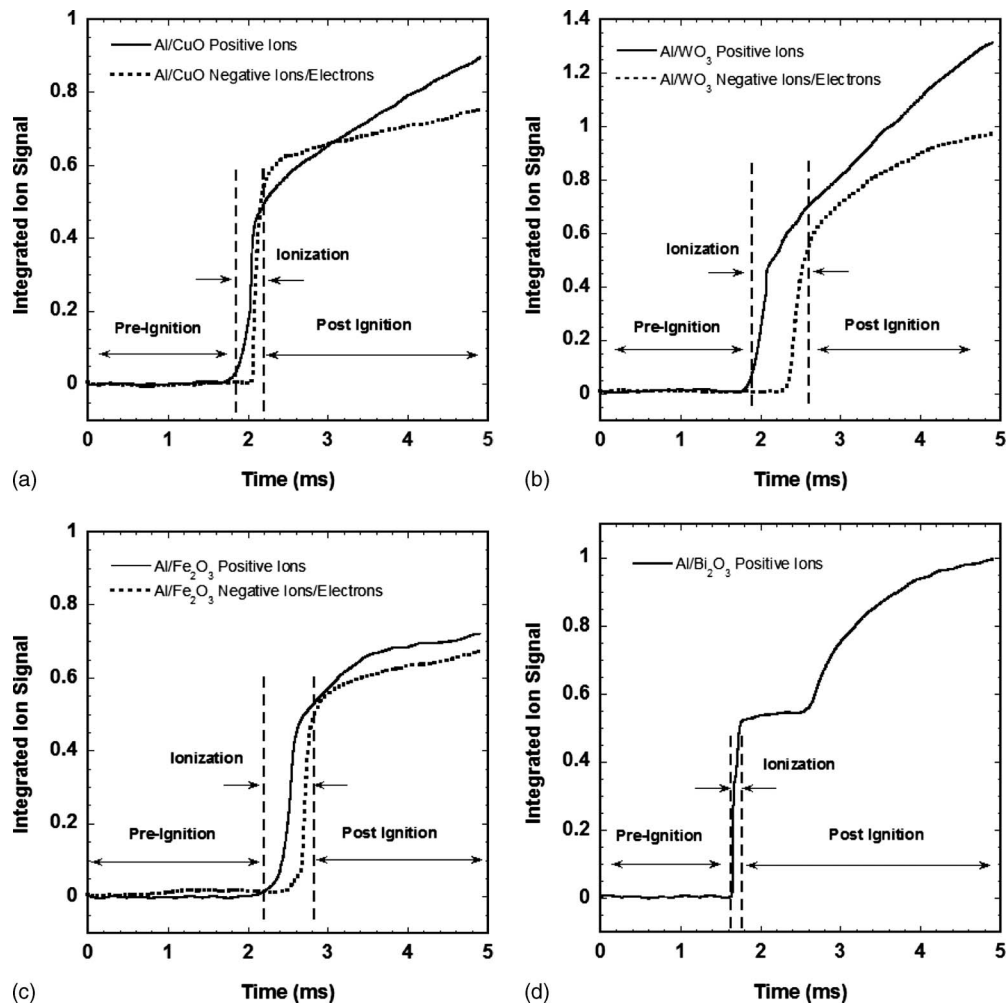 1
0.8
0.6
0.4
0.2
0
Integrated Ion Signal
Al/CuO Positive Ions
Al/CuO Negative Ions/Electrons
Ionization
Pre-Ignition
Post Ignition
0 1 2 3 4 5
Time (ms)
(a)
1.4
1.2
1
0.8
0.6
0.4
0.2
0
Integrated Ion Signal
Al/WO3 Positive Ions
Al/WO3 Negative Ions/Electrons
Ionization
Pre-Ignition
Post Ignition
0 1 2 3 4 5
Time (ms)
(b)
1
0.8
0.6
0.4
0.2
0
Integrated Ion Signal
Al/Fe2O3 Positive Ions
Al/Fe2O3 Negative Ions/Electrons
Ionization
Pre-Ignition
Post Ignition
0 1 2 3 4 5
Time (ms)
(c)
1
0.8
0.6
0.4
0.2
0
Integrated Ion Signal
Al/Bi2O3 Positive Ions
Ionization
Pre-Ignition
Post Ignition
0 1 2 3 4 5
Time (ms)
(d)